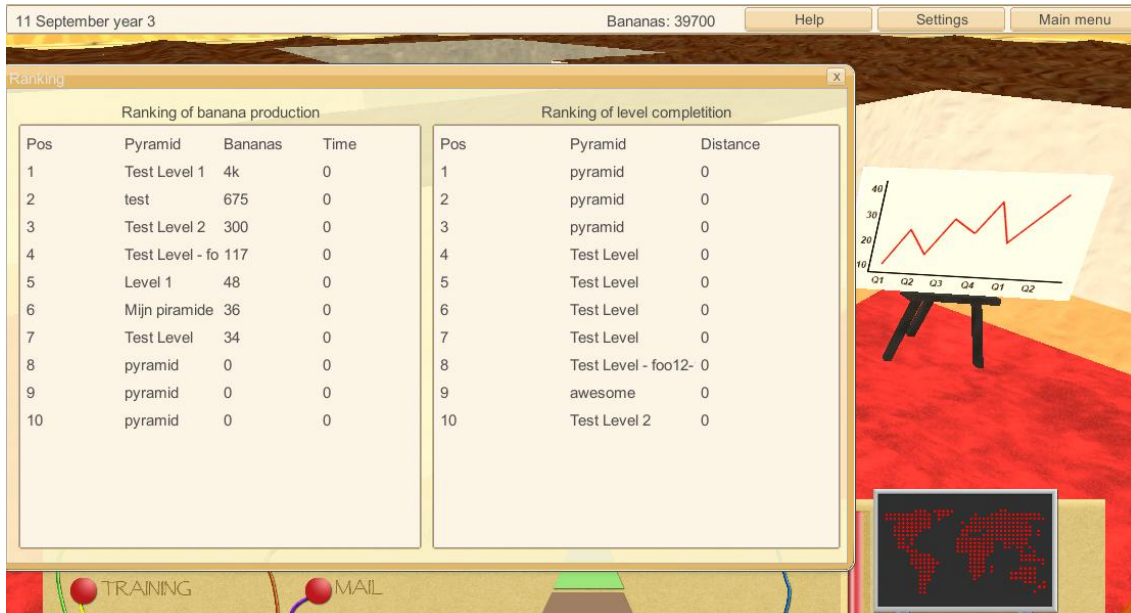 11 September year 3 Bananas: 39700 Help Settings Main menu
Ranking x
Ranking of banana production
Pos Pyramid Bananas Time
1 Test Level 1 4k 0
2 test 675 0
3 Test Level 2 300 0
4 Test Level - fo 117 0
5 Level 1 48 0
6 Mijn piramide 36 0
7 Test Level 34 0
8 pyramid 0 0
9 pyramid 0 0
10 pyramid 0 0
Ranking of level completition
Pos Pyramid Distance
1 pyramid 0
2 pyramid 0
3 pyramid 0
4 Test Level 0
5 Test Level 0
6 Test Level 0
7 Test Level 0
8 Test Level - foo12- 0
9 awesome 0
10 Test Level 2 0
40
30
20
10
Q1 Q2 Q3 Q4 Q1 Q2
TRAINING MAIL